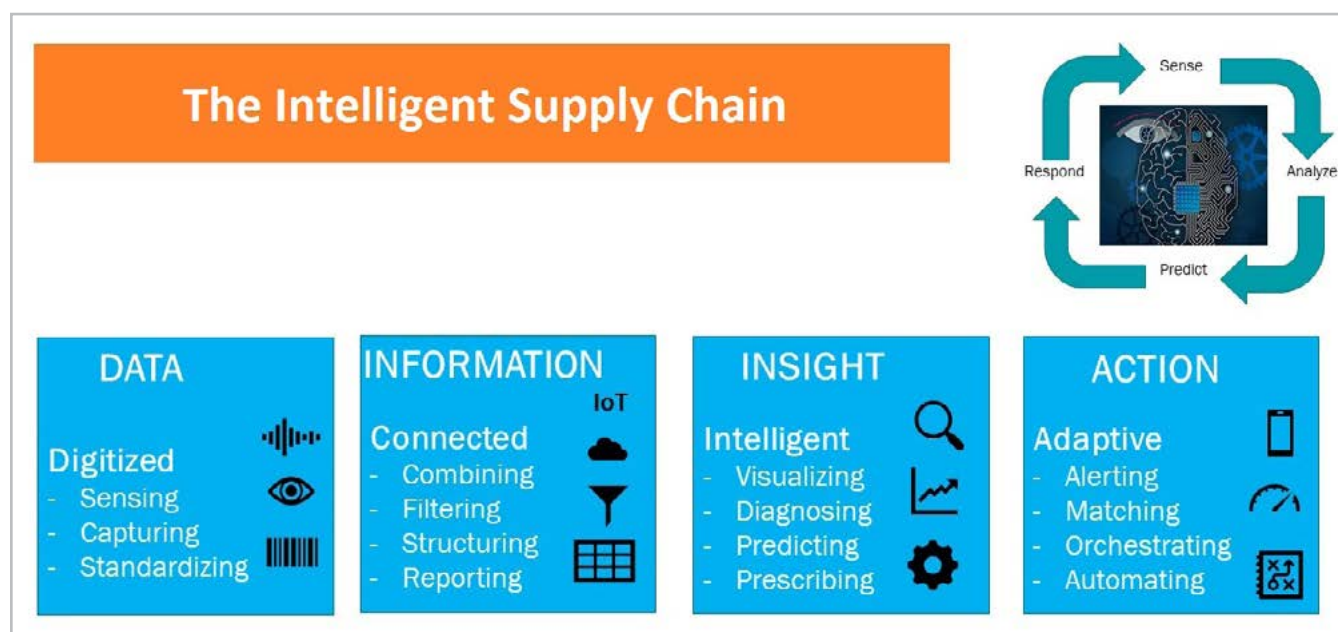 The Intelligent Supply Chain
Sense
Respond
Analyze
Predict
DATA
Digitized
- Sensing
- Capturing
- Standardizing
INFORMATION
IoT
Connected
- Combining
- Filtering
- Structuring
- Reporting
INSIGHT
Intelligent
- Visualizing
- Diagnosing
- Predicting
- Prescribing
ACTION
Adaptive
- Alerting
- Matching
- Orchestrating
- Automating